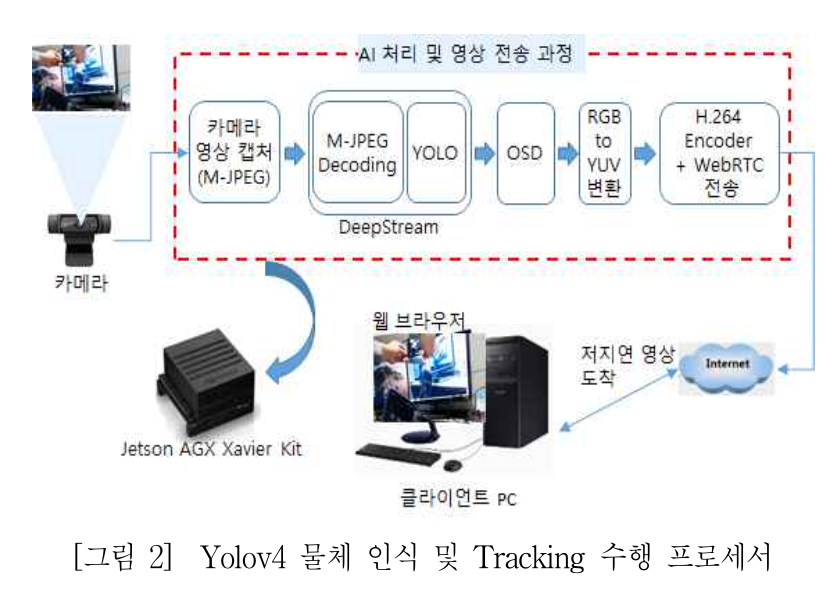 AI 처리 및 영상 전송 과정
카메라
영상 캡처
(M-JPEG)
M-JPEG
Decoding
YOLO
DeepStream
OSD
RGB
to
YUV
변환
H.264
Encoder
+ WebRTC
전송
카메라
Jetson AGX Xavier Kit
웹 브라우저
클라이언트 PC
저지연 영상
도착
Internet
[그림 2] Yolov4 물체 인식 및 Tracking 수행 프로세서